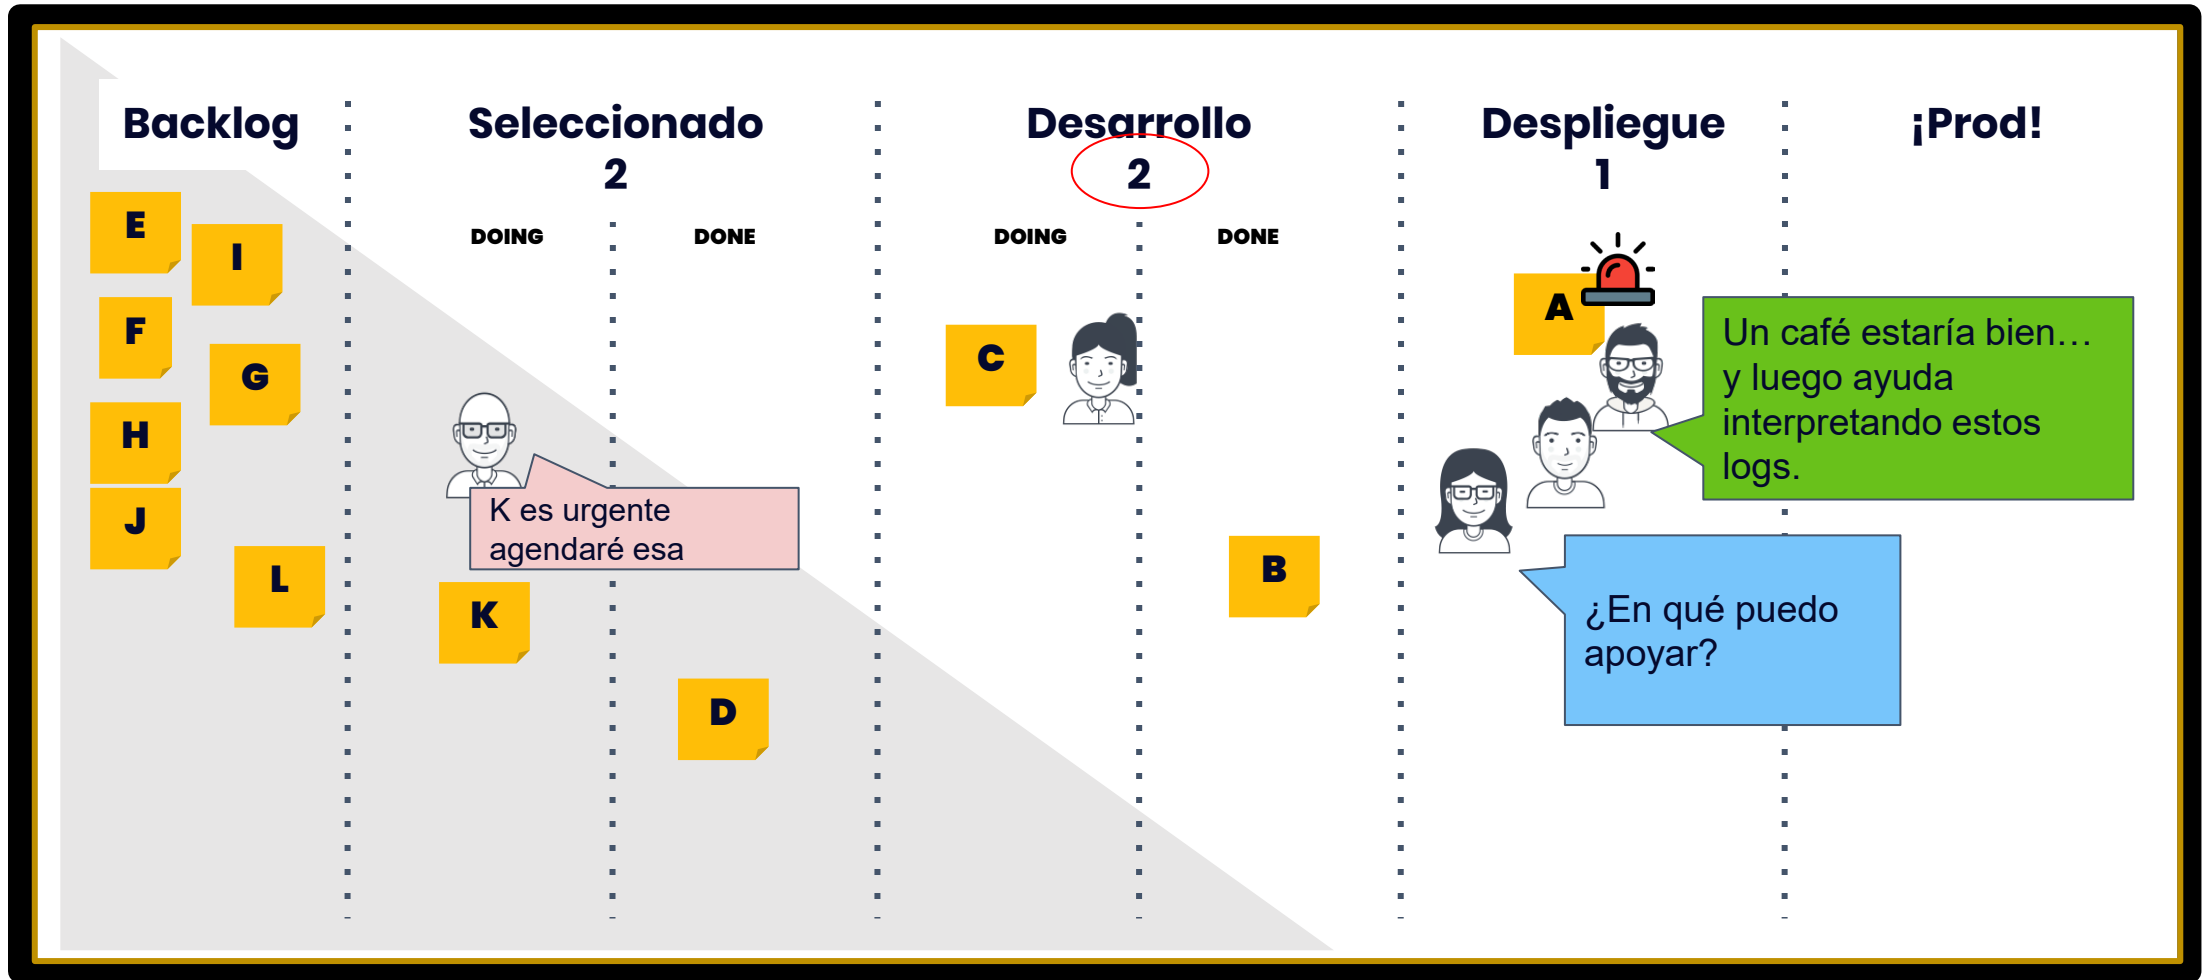 Backlog
Seleccionado
2
Desarrollo
2
Despliegue
1
¡Prod!
DOING
DONE
DOING
DONE
E
I
F
G
H
J
L
K es urgente
agendaré esa
K
D
C
B
A
Un café estaría bien...
y luego ayuda
interpretando estos
logs.
¿En qué puedo
apoyar?